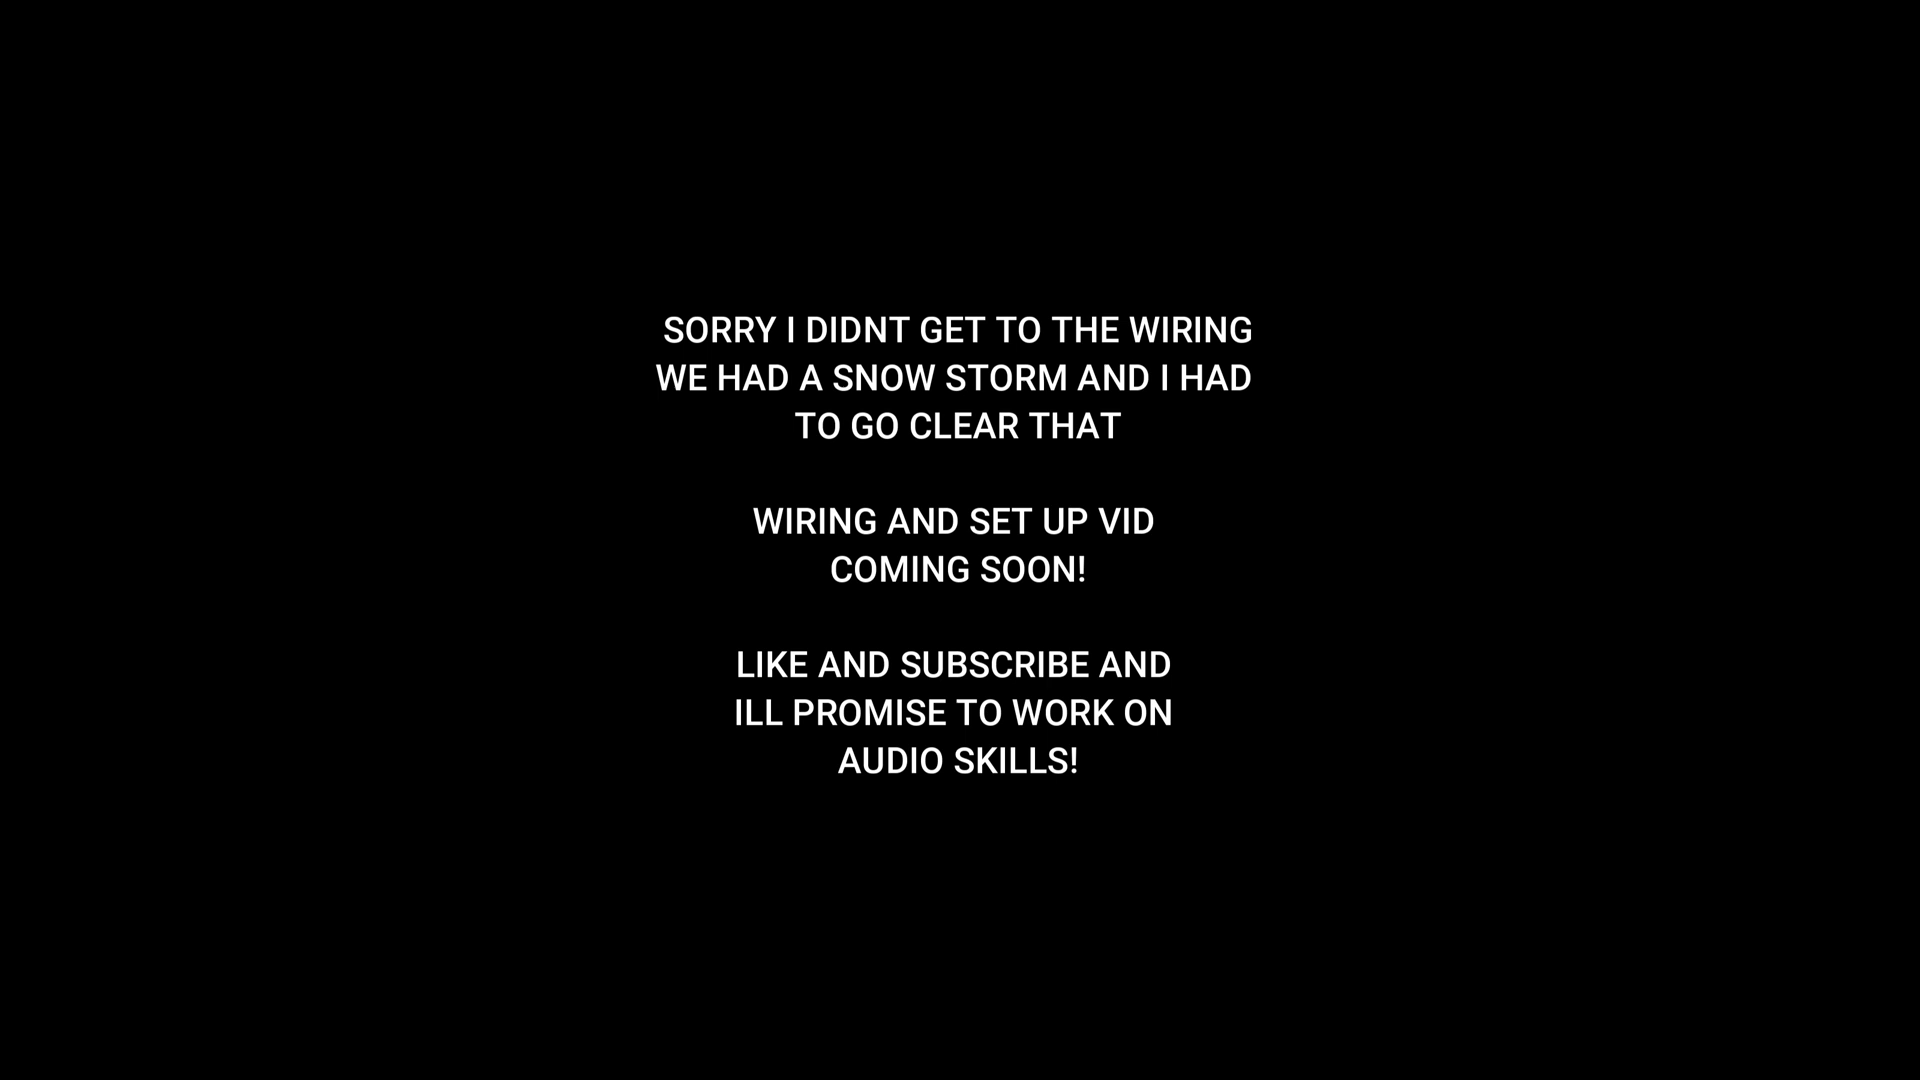 SORRY I DIDNT GET TO THE WIRING
WE HAD A SNOW STORM AND I HAD
TO GO CLEAR THAT
WIRING AND SET UP VID
COMING SOON!
LIKE AND SUBSCRIBE AND
ILL PROMISE TO WORK ON
AUDIO SKILLS!